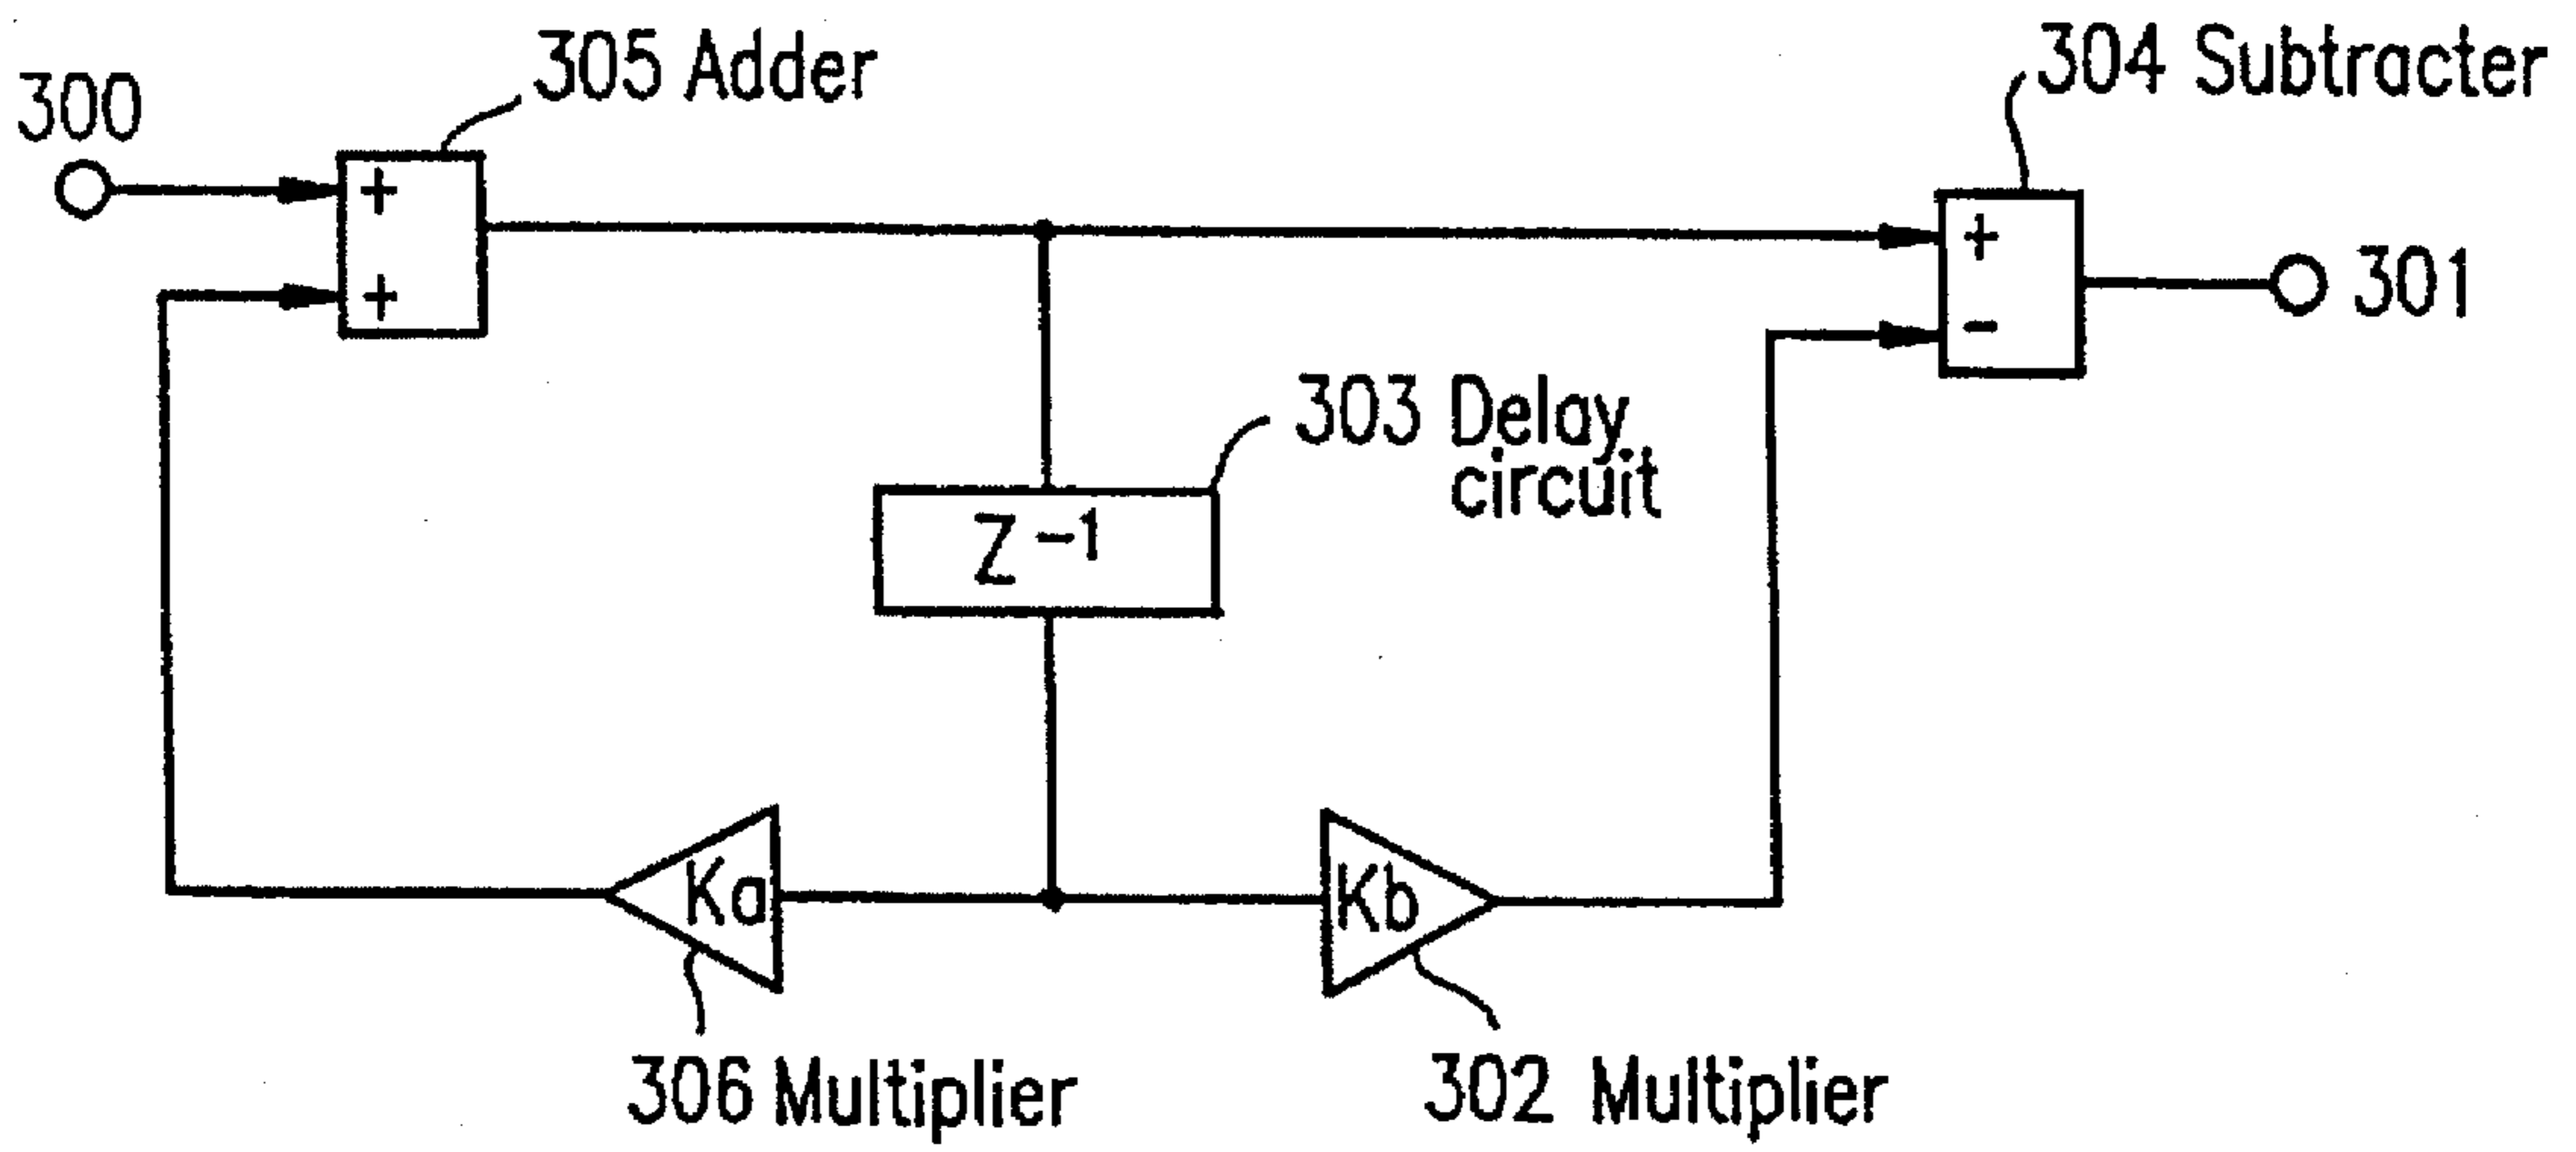 305 Adder
304 Subtracter
300
+
+
+
-
301
303 Delay
circuit
Z⁻¹
Ka
Kb
306 Multiplier
302 Multiplier